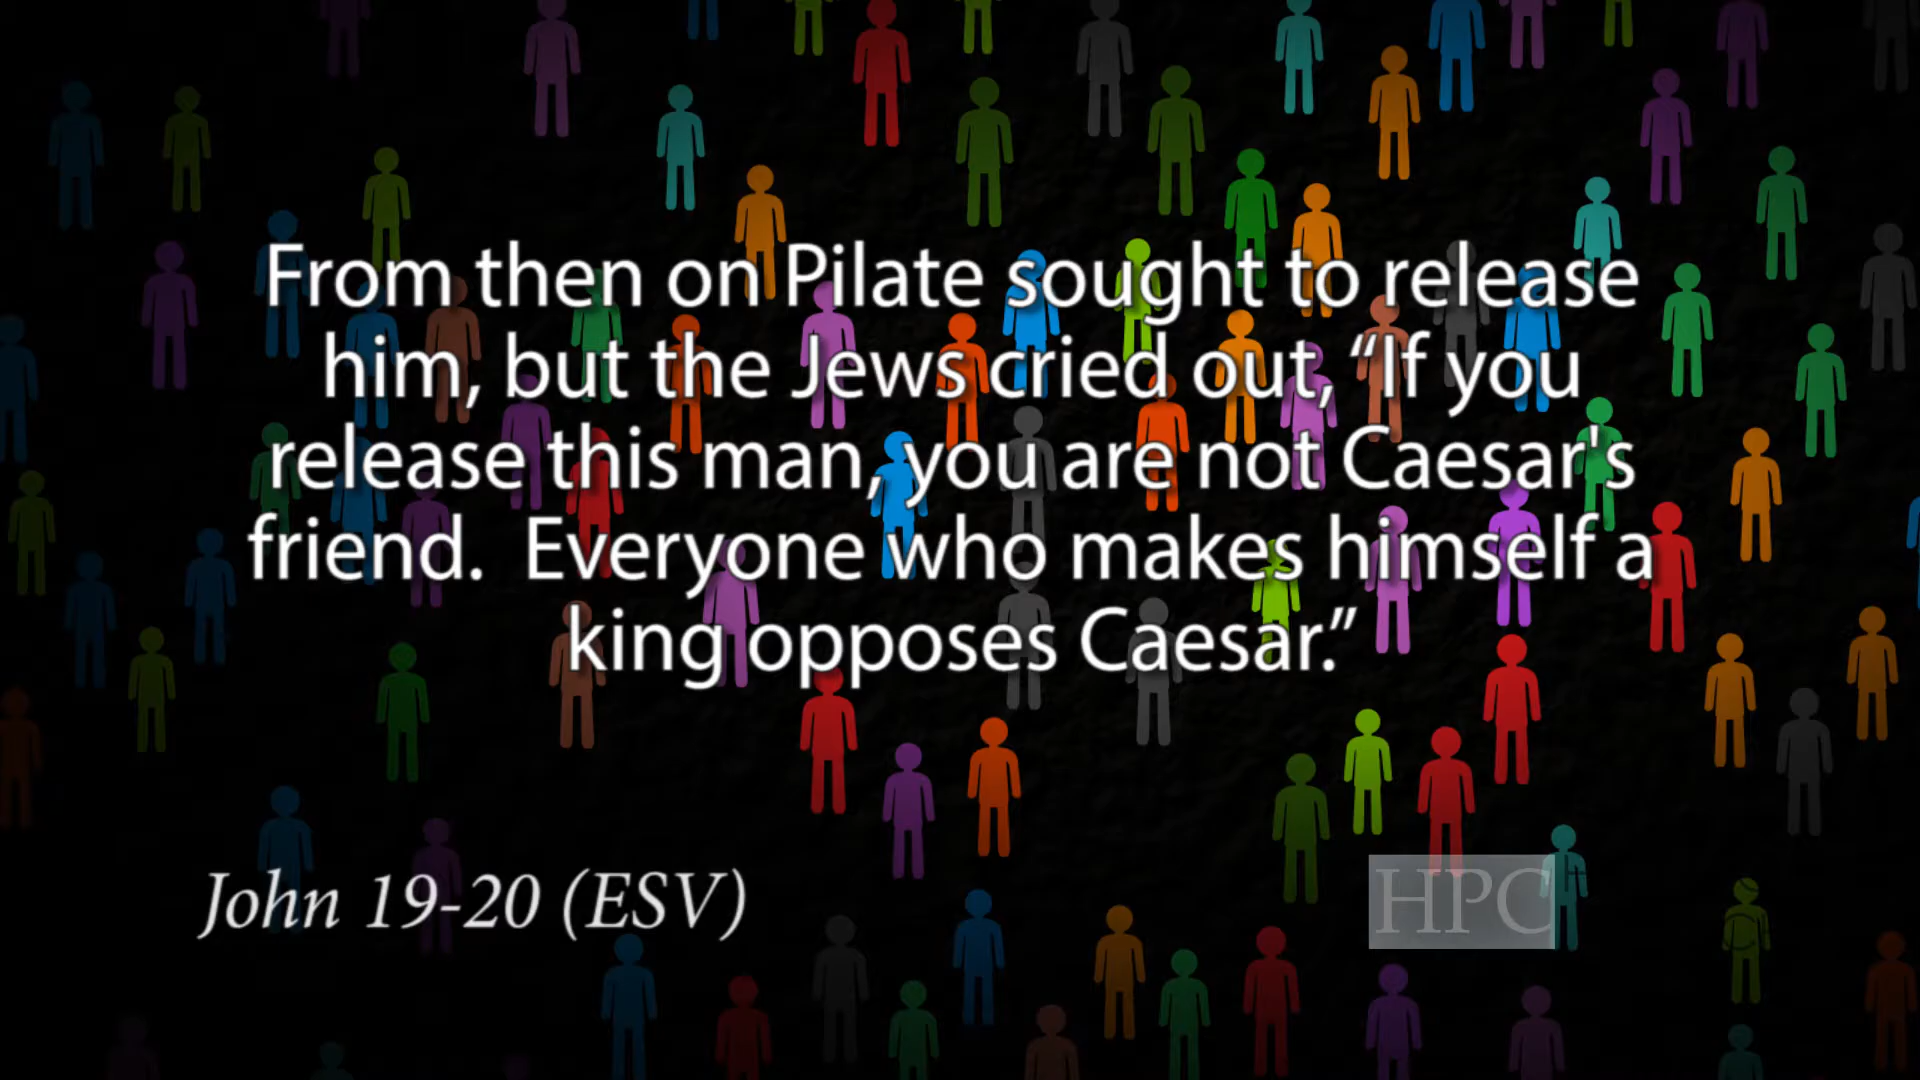 From then on Pilate sought to release
him, but the Jews cried out, “If you
release this man, you are not Caesar's
friend.  Everyone who makes himself a
king opposes Caesar.”
John 19-20 (ESV)
HPC